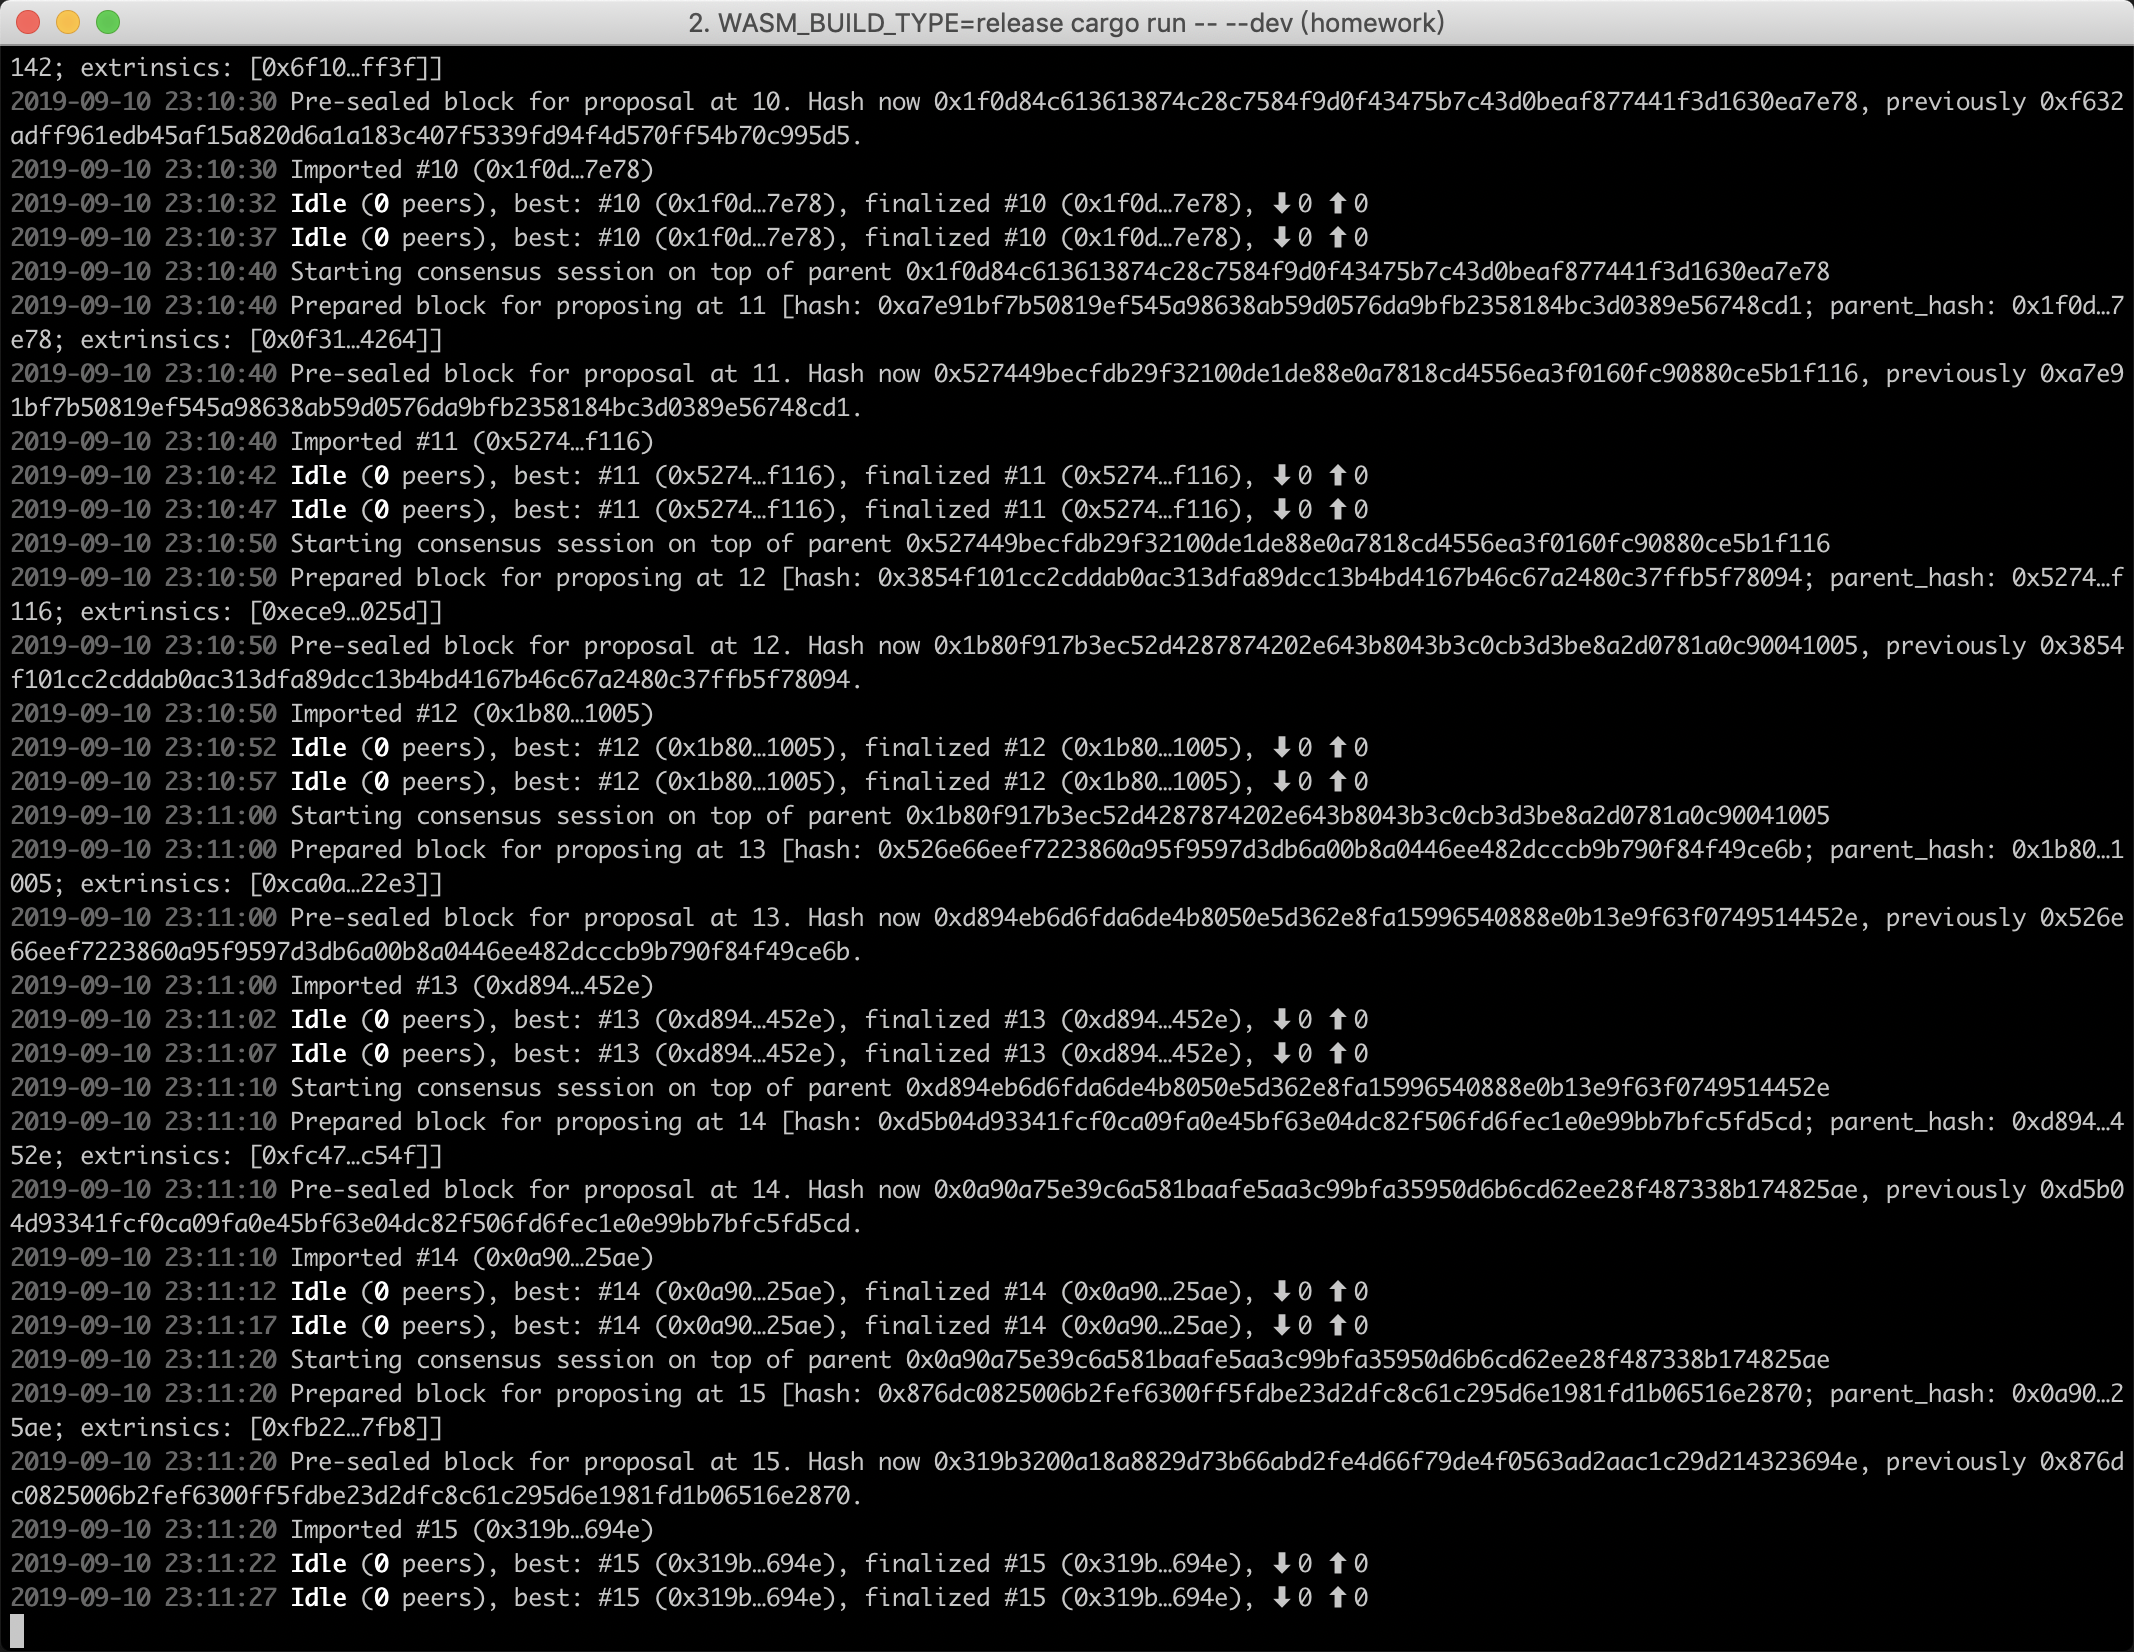 2. WASM_BUILD_TYPE=release cargo run -- --dev (homework)
142; extrinsics: [0x6f10…ff3f]]
2019-09-10 23:10:30 Pre-sealed block for proposal at 10. Hash now 0x1f0d84c613613874c28c7584f9d0f43475b7c43d0beaf877441f3d1630ea7e78, previously 0xf632
adff961edb45af15a820d6a1a183c407f5339fd94f4d570ff54b70c995d5.
2019-09-10 23:10:30 Imported #10 (0x1f0d…7e78)
2019-09-10 23:10:32 Idle (0 peers), best: #10 (0x1f0d…7e78), finalized #10 (0x1f0d…7e78), ⬇ 0 ⬆ 0
2019-09-10 23:10:37 Idle (0 peers), best: #10 (0x1f0d…7e78), finalized #10 (0x1f0d…7e78), ⬇ 0 ⬆ 0
2019-09-10 23:10:40 Starting consensus session on top of parent 0x1f0d84c613613874c28c7584f9d0f43475b7c43d0beaf877441f3d1630ea7e78
2019-09-10 23:10:40 Prepared block for proposing at 11 [hash: 0xa7e91bf7b50819ef545a98638ab59d0576da9bfb2358184bc3d0389e56748cd1; parent_hash: 0x1f0d…7
e78; extrinsics: [0x0f31…4264]]
2019-09-10 23:10:40 Pre-sealed block for proposal at 11. Hash now 0x527449becfdb29f32100de1de88e0a7818cd4556ea3f0160fc90880ce5b1f116, previously 0xa7e9
1bf7b50819ef545a98638ab59d0576da9bfb2358184bc3d0389e56748cd1.
2019-09-10 23:10:40 Imported #11 (0x5274…f116)
2019-09-10 23:10:42 Idle (0 peers), best: #11 (0x5274…f116), finalized #11 (0x5274…f116), ⬇ 0 ⬆ 0
2019-09-10 23:10:47 Idle (0 peers), best: #11 (0x5274…f116), finalized #11 (0x5274…f116), ⬇ 0 ⬆ 0
2019-09-10 23:10:50 Starting consensus session on top of parent 0x527449becfdb29f32100de1de88e0a7818cd4556ea3f0160fc90880ce5b1f116
2019-09-10 23:10:50 Prepared block for proposing at 12 [hash: 0x3854f101cc2cddab0ac313dfa89dcc13b4bd4167b46c67a2480c37ffb5f78094; parent_hash: 0x5274…f
116; extrinsics: [0xece9…025d]]
2019-09-10 23:10:50 Pre-sealed block for proposal at 12. Hash now 0x1b80f917b3ec52d4287874202e643b8043b3c0cb3d3be8a2d0781a0c90041005, previously 0x3854
f101cc2cddab0ac313dfa89dcc13b4bd4167b46c67a2480c37ffb5f78094.
2019-09-10 23:10:50 Imported #12 (0x1b80…1005)
2019-09-10 23:10:52 Idle (0 peers), best: #12 (0x1b80…1005), finalized #12 (0x1b80…1005), ⬇ 0 ⬆ 0
2019-09-10 23:10:57 Idle (0 peers), best: #12 (0x1b80…1005), finalized #12 (0x1b80…1005), ⬇ 0 ⬆ 0
2019-09-10 23:11:00 Starting consensus session on top of parent 0x1b80f917b3ec52d4287874202e643b8043b3c0cb3d3be8a2d0781a0c90041005
2019-09-10 23:11:00 Prepared block for proposing at 13 [hash: 0x526e66eef7223860a95f9597d3db6a00b8a0446ee482dcccb9b790f84f49ce6b; parent_hash: 0x1b80…1
005; extrinsics: [0xca0a…22e3]]
2019-09-10 23:11:00 Pre-sealed block for proposal at 13. Hash now 0xd894eb6d6fda6de4b8050e5d362e8fa15996540888e0b13e9f63f0749514452e, previously 0x526e
66eef7223860a95f9597d3db6a00b8a0446ee482dcccb9b790f84f49ce6b.
2019-09-10 23:11:00 Imported #13 (0xd894…452e)
2019-09-10 23:11:02 Idle (0 peers), best: #13 (0xd894…452e), finalized #13 (0xd894…452e), ⬇ 0 ⬆ 0
2019-09-10 23:11:07 Idle (0 peers), best: #13 (0xd894…452e), finalized #13 (0xd894…452e), ⬇ 0 ⬆ 0
2019-09-10 23:11:10 Starting consensus session on top of parent 0xd894eb6d6fda6de4b8050e5d362e8fa15996540888e0b13e9f63f0749514452e
2019-09-10 23:11:10 Prepared block for proposing at 14 [hash: 0xd5b04d93341fcf0ca09fa0e45bf63e04dc82f506fd6fec1e0e99bb7bfc5fd5cd; parent_hash: 0xd894…4
52e; extrinsics: [0xfc47…c54f]]
2019-09-10 23:11:10 Pre-sealed block for proposal at 14. Hash now 0x0a90a75e39c6a581baafe5aa3c99bfa35950d6b6cd62ee28f487338b174825ae, previously 0xd5b0
4d93341fcf0ca09fa0e45bf63e04dc82f506fd6fec1e0e99bb7bfc5fd5cd.
2019-09-10 23:11:10 Imported #14 (0x0a90…25ae)
2019-09-10 23:11:12 Idle (0 peers), best: #14 (0x0a90…25ae), finalized #14 (0x0a90…25ae), ⬇ 0 ⬆ 0
2019-09-10 23:11:17 Idle (0 peers), best: #14 (0x0a90…25ae), finalized #14 (0x0a90…25ae), ⬇ 0 ⬆ 0
2019-09-10 23:11:20 Starting consensus session on top of parent 0x0a90a75e39c6a581baafe5aa3c99bfa35950d6b6cd62ee28f487338b174825ae
2019-09-10 23:11:20 Prepared block for proposing at 15 [hash: 0x876dc0825006b2fef6300ff5fdbe23d2dfc8c61c295d6e1981fd1b06516e2870; parent_hash: 0x0a90…2
5ae; extrinsics: [0xfb22…7fb8]]
2019-09-10 23:11:20 Pre-sealed block for proposal at 15. Hash now 0x319b3200a18a8829d73b66abd2fe4d66f79de4f0563ad2aac1c29d214323694e, previously 0x876d
c0825006b2fef6300ff5fdbe23d2dfc8c61c295d6e1981fd1b06516e2870.
2019-09-10 23:11:20 Imported #15 (0x319b…694e)
2019-09-10 23:11:22 Idle (0 peers), best: #15 (0x319b…694e), finalized #15 (0x319b…694e), ⬇ 0 ⬆ 0
2019-09-10 23:11:27 Idle (0 peers), best: #15 (0x319b…694e), finalized #15 (0x319b…694e), ⬇ 0 ⬆ 0